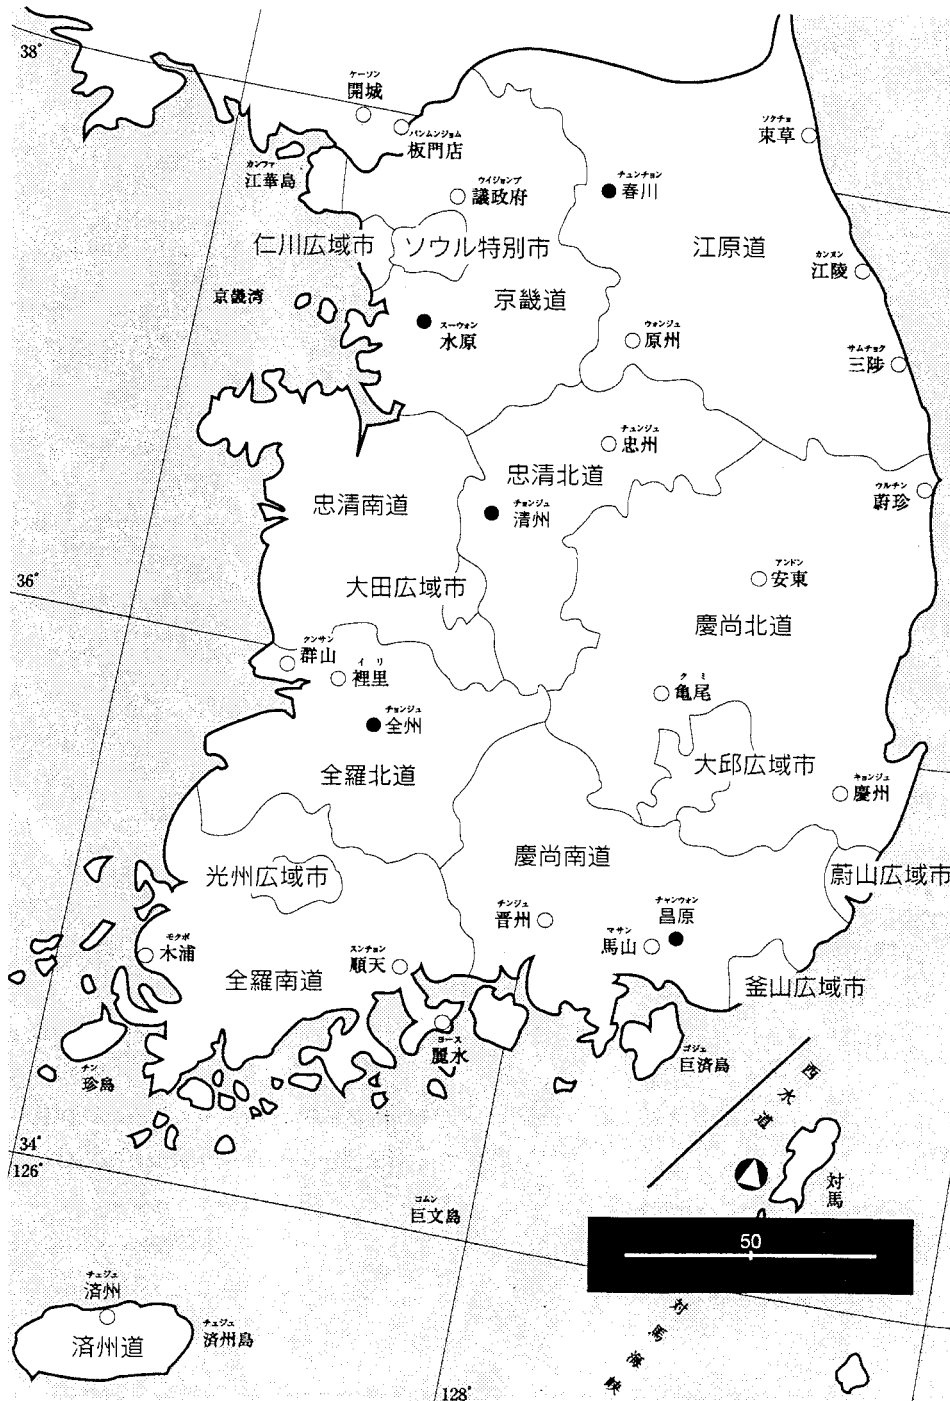 38°
ケーソン
開城
パンムンジョム
板門店
ソクチョ
束草
カンファ
江華島
ウイジョンブ
議政府
チュンチョン
春川
仁川広域市
ソウル特別市
江原道
カンヌン
江陵
京畿湾
京畿道
スーウォン
水原
ウォンジュ
原州
サムチョク
三陟
チュンジュ
忠州
忠清北道
ウルチン
蔚珍
忠清南道
チョンジュ
清州
36°
大田広域市
アンドン
安東
慶尚北道
クンサン
群山
イリ
裡里
クミ
亀尾
チョンジュ
全州
全羅北道
大邱広域市
キョンジュ
慶州
慶尚南道
光州広域市
蔚山広域市
チンジュ
晋州
チャンウォン
昌原
マサン
馬山
モクポ
木浦
スンチョン
順天
全羅南道
釜山広域市
ヨース
麗水
ゴジェ
巨済島
チン
珍島
西水道
34°
126°
対馬
コムン
巨文島
50
チェジュ
済州
チェジュ
済州島
済州道
対馬海峡
128°